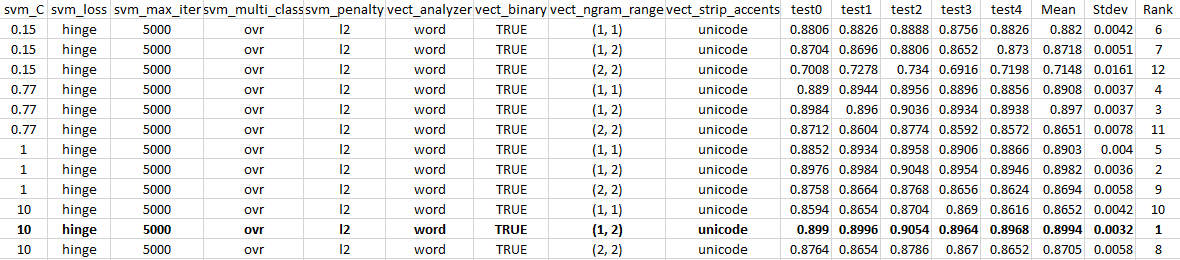 svm_C svm_loss svm_max_iter svm_multi_class svm_penalty vect_analyzer vect_binary vect_ngram_range vect_strip_accents test0 test1 test2 test3 test4 Mean Stdev Rank
0.15 hinge 5000 ovr l2 word TRUE (1, 1) unicode 0.8806 0.8826 0.8888 0.8756 0.8826 0.882 0.0042 6
0.15 hinge 5000 ovr l2 word TRUE (1, 2) unicode 0.8704 0.8696 0.8806 0.8652 0.873 0.8718 0.0051 7
0.15 hinge 5000 ovr l2 word TRUE (2, 2) unicode 0.7008 0.7278 0.734 0.6916 0.7198 0.7148 0.0161 12
0.77 hinge 5000 ovr l2 word TRUE (1, 1) unicode 0.889 0.8944 0.8956 0.8896 0.8856 0.8908 0.0037 4
0.77 hinge 5000 ovr l2 word TRUE (1, 2) unicode 0.8984 0.896 0.9036 0.8934 0.8938 0.897 0.0037 3
0.77 hinge 5000 ovr l2 word TRUE (2, 2) unicode 0.8712 0.8604 0.8774 0.8592 0.8572 0.8651 0.0078 11
1 hinge 5000 ovr l2 word TRUE (1, 1) unicode 0.8852 0.8934 0.8958 0.8906 0.8866 0.8903 0.004 5
1 hinge 5000 ovr l2 word TRUE (1, 2) unicode 0.8976 0.8984 0.9048 0.8954 0.8946 0.8982 0.0036 2
1 hinge 5000 ovr l2 word TRUE (2, 2) unicode 0.8758 0.8664 0.8768 0.8656 0.8624 0.8694 0.0058 9
10 hinge 5000 ovr l2 word TRUE (1, 1) unicode 0.8594 0.8654 0.8704 0.869 0.8616 0.8652 0.0042 10
10 hinge 5000 ovr l2 word TRUE (1, 2) unicode 0.899 0.8996 0.9054 0.8964 0.8968 0.8994 0.0032 1
10 hinge 5000 ovr l2 word TRUE (2, 2) unicode 0.8764 0.8654 0.8786 0.867 0.8652 0.8705 0.0058 8